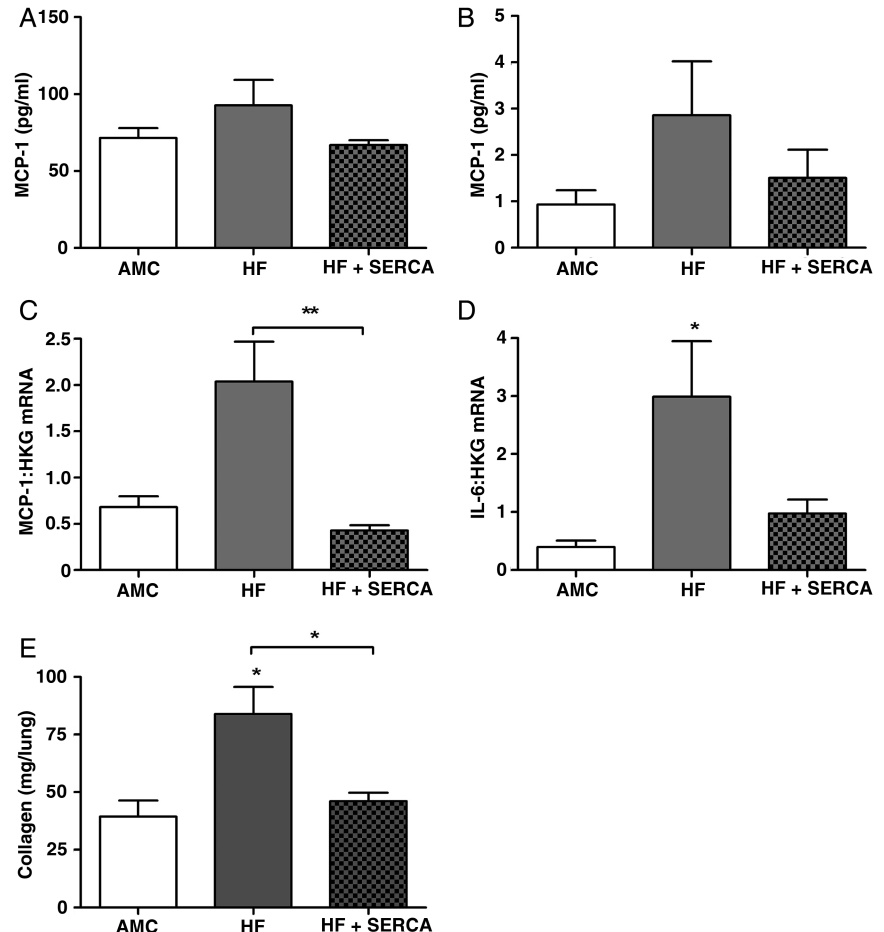 A
MCP-1 (pg/ml)
150
100
50
0
AMC HF HF + SERCA
B
MCP-1 (pg/ml)
5
4
3
2
1
0
AMC HF HF + SERCA
C
**
MCP-1:HKG mRNA
2.5
2.0
1.5
1.0
0.5
0
AMC HF HF + SERCA
D
*
IL-6:HKG mRNA
4
3
2
1
0
AMC HF HF + SERCA
E
*
*
Collagen (mg/lung)
100
75
50
25
0
AMC HF HF + SERCA